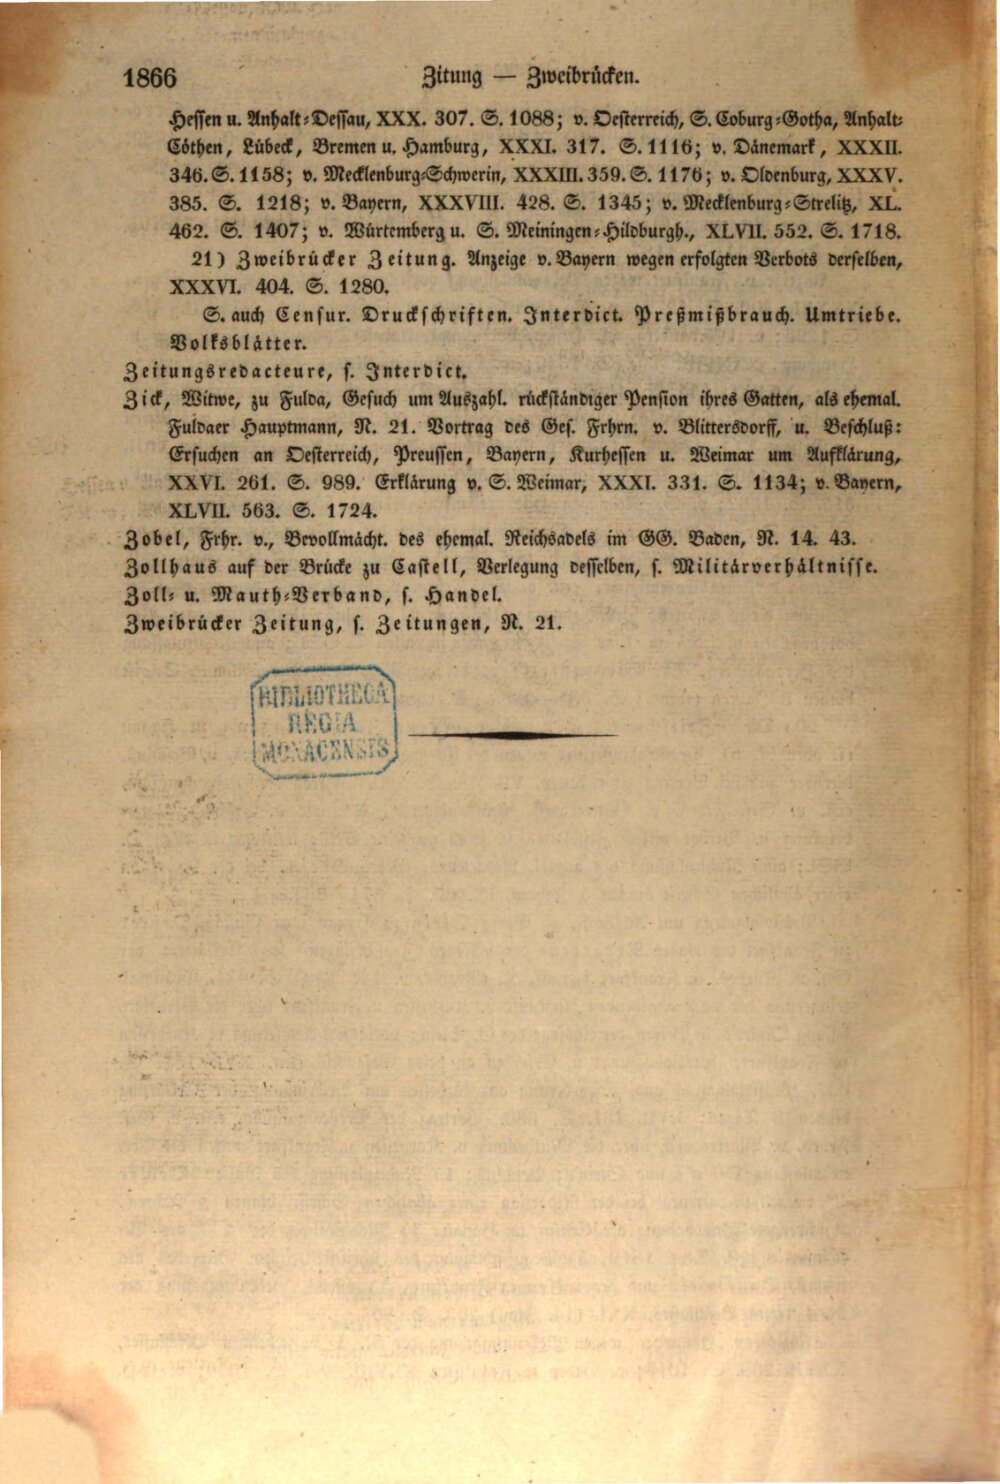 1866
Zitung — Zweibrücken.
Hessen u. Anhalt-Dessau, XXX. 307. S. 1088; v. Oesterreich, S. Coburg-Gotha, Anhalt-
Cöthen, Lübeck, Bremen u. Hamburg, XXXI. 317. S. 1116; v. Dänemark, XXXII.
346. S. 1158; v. Mecklenburg-Schwerin, XXXIII. 359. S. 1176; v. Oldenburg, XXXV.
385. S. 1218; v. Bayern, XXXVIII. 428. S. 1345; v. Mecklenburg-Strelitz, XL.
462. S. 1407; v. Würtemberg u. S. Meiningen-Hildburgh., XLVII. 552. S. 1718.
21) Zweibrücker Zeitung. Anzeige v. Bayern wegen erfolgten Verbots derselben,
XXXVI. 404. S. 1280.
S. auch Censur. Druckschriften. Interdict. Preßmißbrauch. Umtriebe.
Volksblätter.
Zeitungsredacteure, s. Interdict.
Zick, Witwe, zu Fulda, Gesuch um Auszahl. rückständiger Pension ihres Gatten, als ehemal.
Fuldaer Hauptmann, N. 21. Vortrag des Ges. Frhrn. v. Blittersdorff, u. Beschluß:
Ersuchen an Oesterreich, Preussen, Bayern, Kurhessen u. Weimar um Aufklärung,
XXVI. 261. S. 989. Erklärung v. S. Weimar, XXXI. 331. S. 1134; v. Bayern,
XLVII. 563. S. 1724.
Zobel, Frhr. v., Bevollmächt. des ehemal. Reichsadels im GG. Baden, N. 14. 43.
Zollhaus auf der Brücke zu Castell, Verlegung desselben, s. Militärverhältnisse.
Zoll- u. Mauth-Verband, s. Handel.
Zweibrücker Zeitung, s. Zeitungen, N. 21.
BIBLIOTHECA
REGIA
MONACENSIS